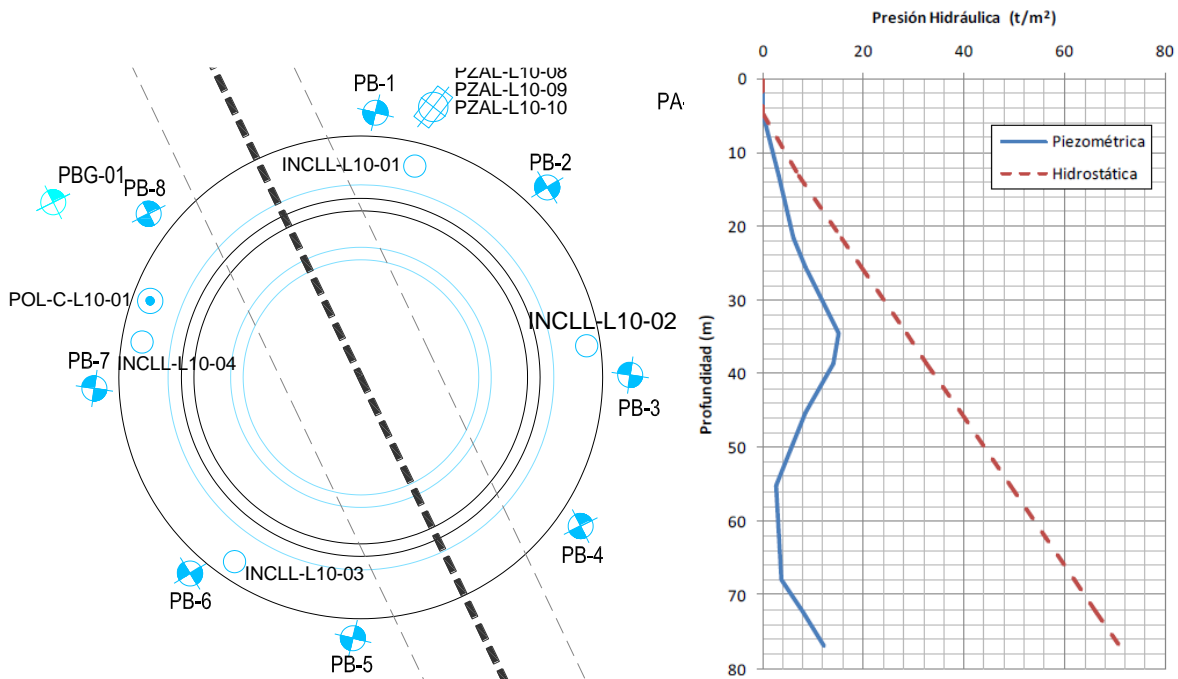 PZAL-L10-08
PZAL-L10-09
PZAL-L10-10
PA-
PB-1
INCLL-L10-01
PB-2
PBG-01
PB-8
POL-C-L10-01
INCLL-L10-02
INCLL-L10-04
PB-7
PB-3
PB-4
INCLL-L10-03
PB-6
PB-5
Presión Hidráulica (t/m²)
0 20 40 60 80
Profundidad (m)
0
10
20
30
40
50
60
70
80
Piezométrica
Hidrostática